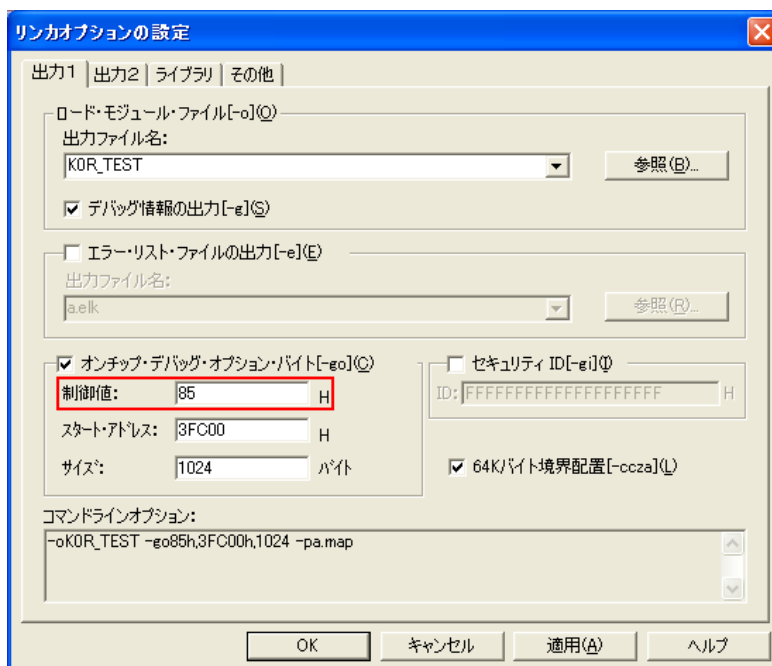 リンカオプションの設定
出力1 出力2 ライブラリ その他
ロード・モジュール・ファイル[-o](O)
出力ファイル名:
K0R_TEST
参照(B)...
デバッグ情報の出力[-g](S)
エラー・リスト・ファイルの出力[-e](E)
出力ファイル名:
a.elk
参照(R)...
オンチップ・デバッグ・オプション・バイト[-go](C)
制御値: 85 H
スタート・アドレス: 3FC00 H
サイズ: 1024 バイト
セキュリティ ID[-gi](I)
ID: FFFFFFFFFFFFFFFFFFFF H
64Kバイト境界配置[-ccza](L)
コマンドラインオプション:
-oK0R_TEST -go85h,3FC00h,1024 -pa.map
OK キャンセル 適用(A) ヘルプ